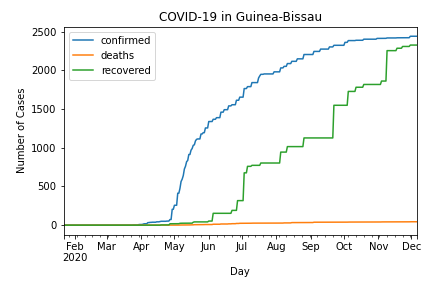 COVID-19 in Guinea-Bissau
confirmed
deaths
recovered
Number of Cases
2500
2000
1500
1000
500
0
Feb Mar Apr May Jun Jul Aug Sep Oct Nov Dec
2020
Day